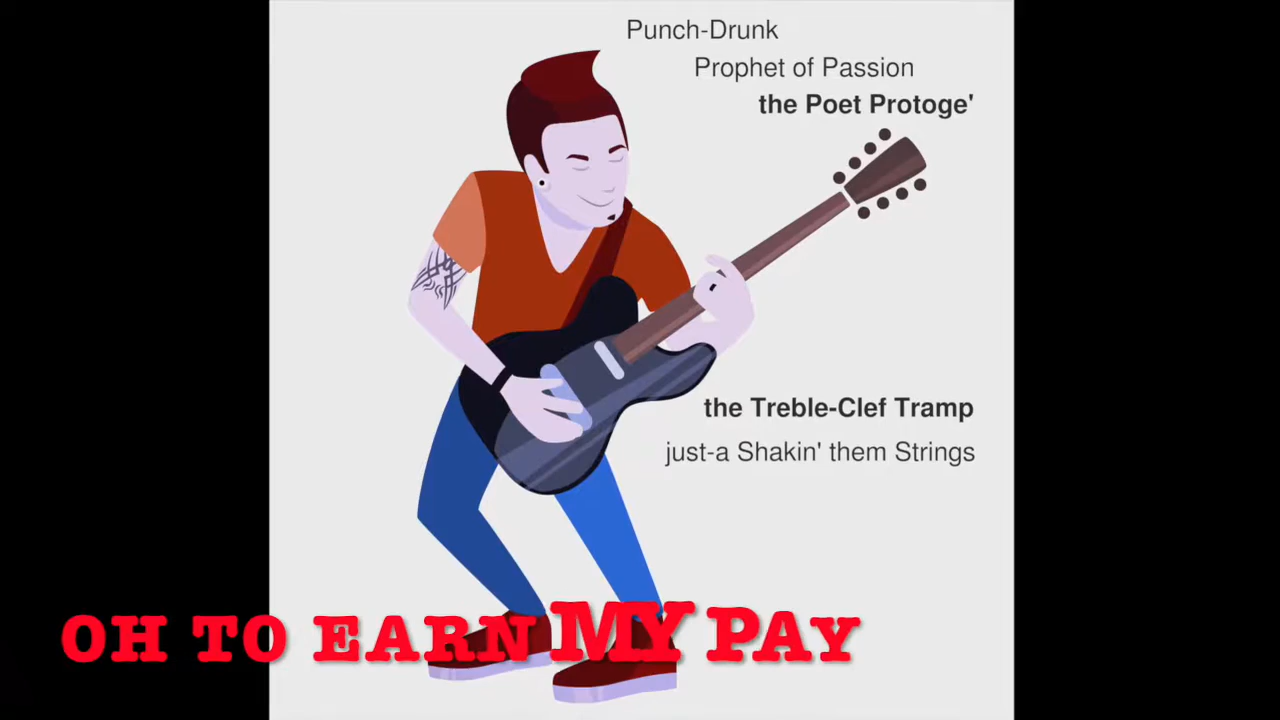 Punch-Drunk
Prophet of Passion
the Poet Protoge'
the Treble-Clef Tramp
just-a Shakin' them Strings
OH TO EARN MY PAY